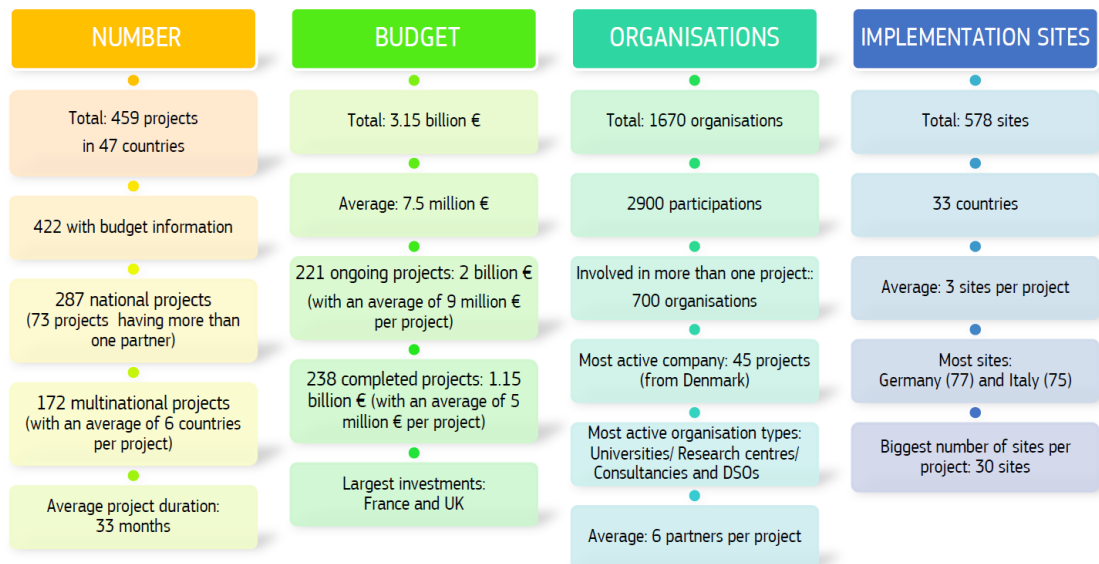 NUMBER
Total: 459 projects
in 47 countries
422 with budget information
287 national projects
(73 projects having more than
one partner)
172 multinational projects
(with an average of 6 countries
per project)
Average project duration:
33 months
BUDGET
Total: 3.15 billion €
Average: 7.5 million €
221 ongoing projects: 2 billion €
(with an average of 9 million €
per project)
238 completed projects: 1.15
billion € (with an average of 5
million € per project)
Largest investments:
France and UK
ORGANISATIONS
Total: 1670 organisations
2900 participations
Involved in more than one project::
700 organisations
Most active company: 45 projects
(from Denmark)
Most active organisation types:
Universities/ Research centres/
Consultancies and DSOs
Average: 6 partners per project
IMPLEMENTATION SITES
Total: 578 sites
33 countries
Average: 3 sites per project
Most sites:
Germany (77) and Italy (75)
Biggest number of sites per
project: 30 sites